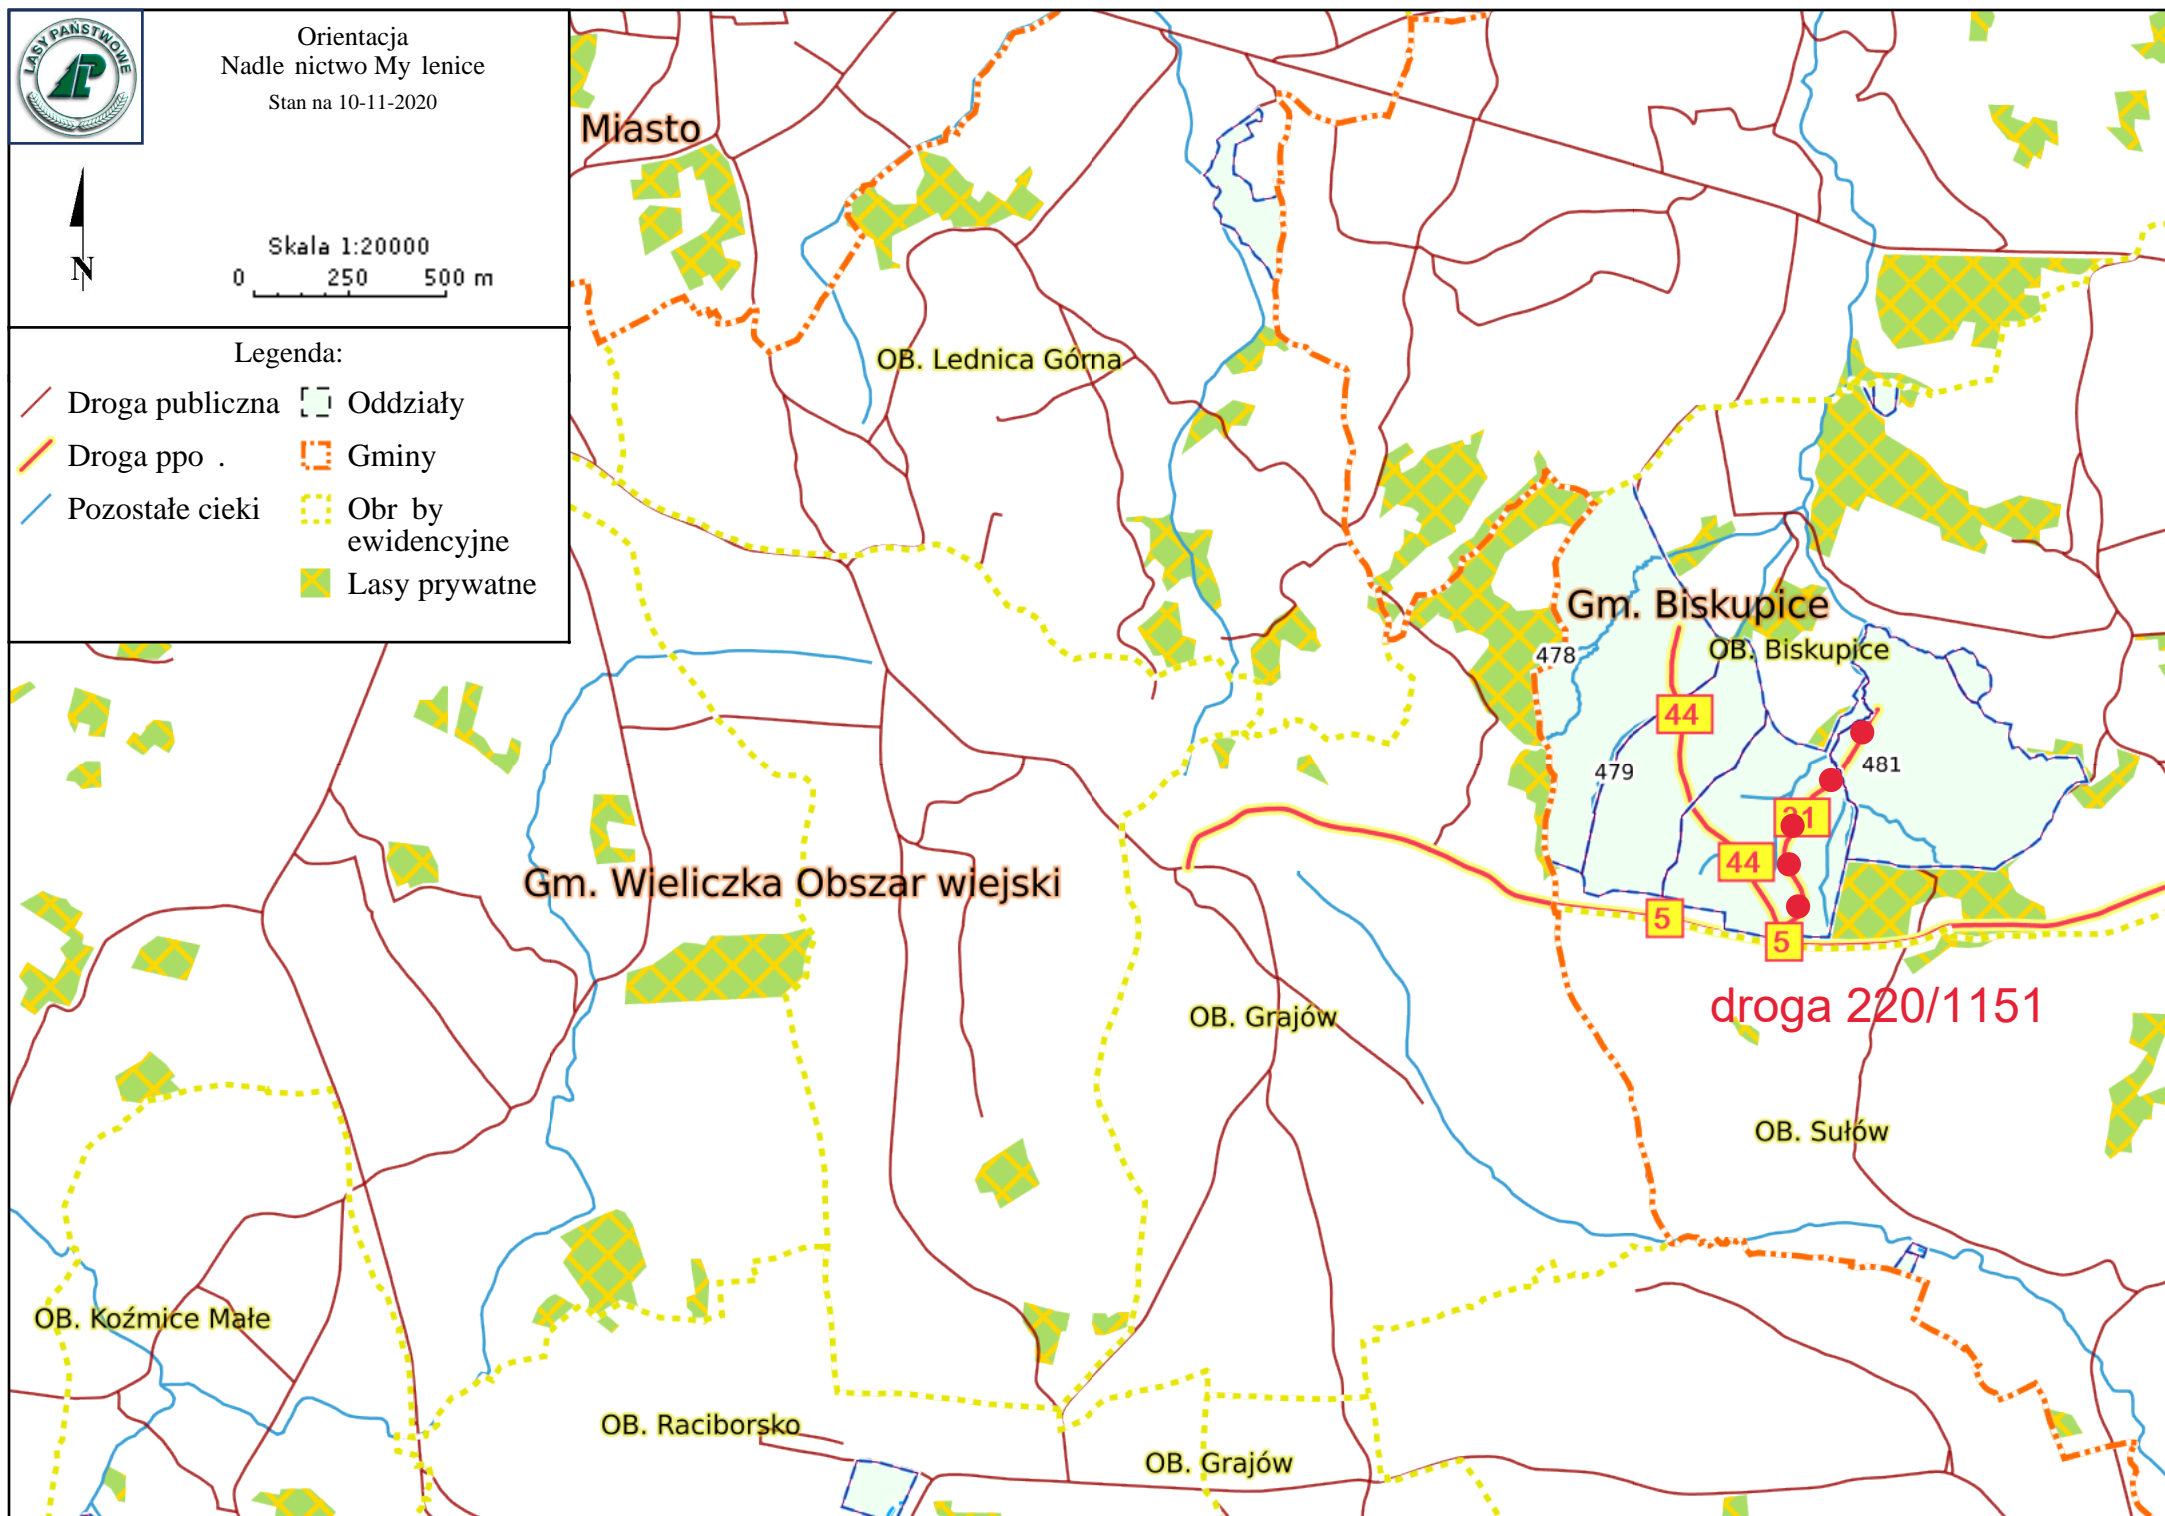 LASY PAŃSTWOWE
LP
Orientacja
Nadle nictwo My lenice
Stan na 10-11-2020
N
Skala 1:20000
0 250 500 m
Legenda:
Droga publiczna
Oddziały
Droga ppo .
Gminy
Pozostałe cieki
Obr by
ewidencyjne
Lasy prywatne
Miasto
OB. Lednica Górna
Gm. Biskupice
OB. Biskupice
478
44
479
481
44
5
5
Gm. Wieliczka Obszar wiejski
droga 220/1151
OB. Grajów
OB. Sułów
OB. Koźmice Małe
OB. Raciborsko
OB. Grajów